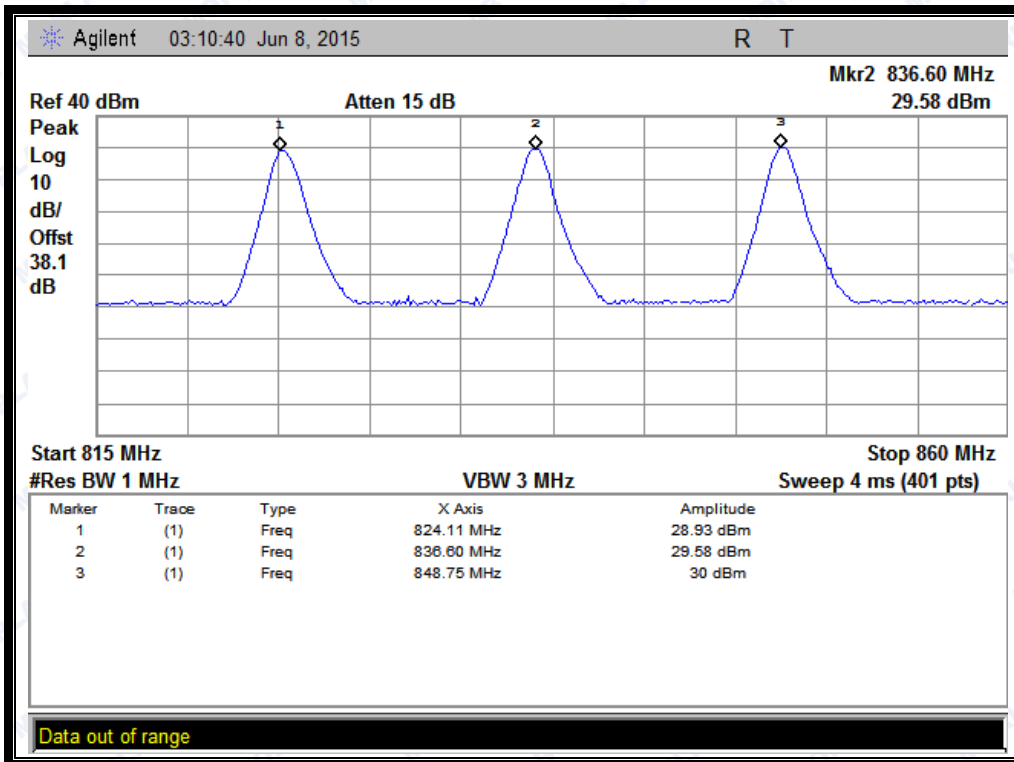 Agilent 03:10:40 Jun 8, 2015 R T
Mkr2 836.60 MHz
Ref 40 dBm Atten 15 dB 29.58 dBm
Peak
Log
10
dB/
Offst
38.1
dB
1 2 3
Start 815 MHz Stop 860 MHz
#Res BW 1 MHz VBW 3 MHz Sweep 4 ms (401 pts)
Marker Trace Type X Axis Amplitude
1 (1) Freq 824.11 MHz 28.93 dBm
2 (1) Freq 836.60 MHz 29.58 dBm
3 (1) Freq 848.75 MHz 30 dBm
Data out of range